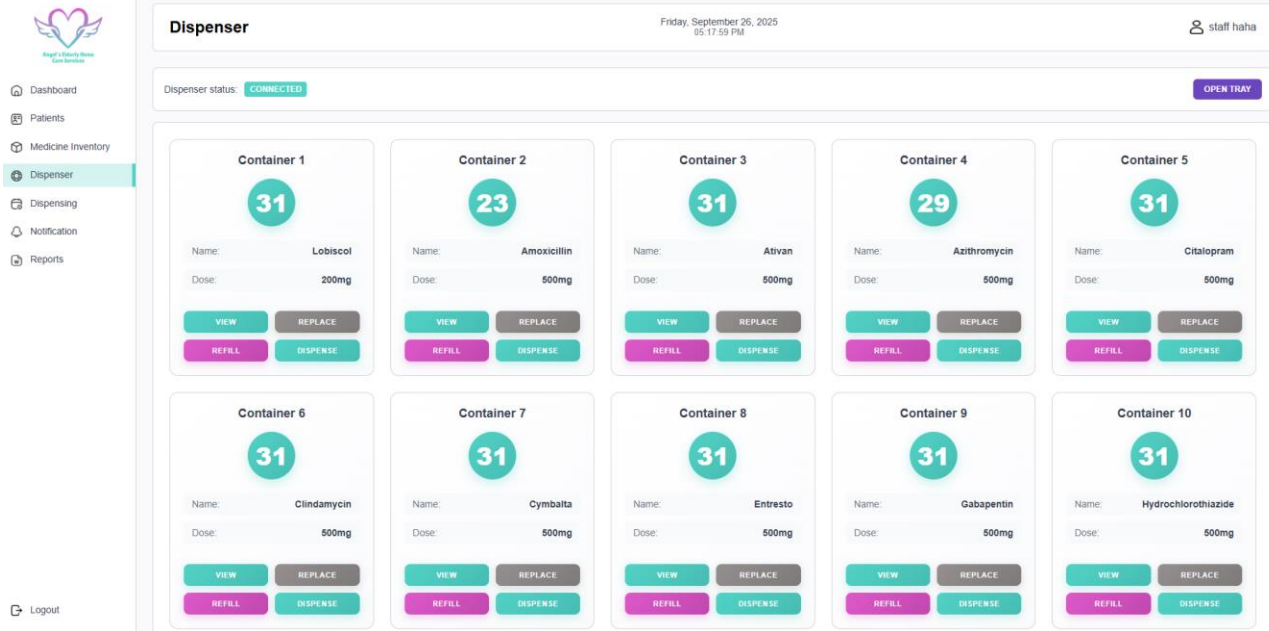 Angel's Elderly Home
Care Services
Dashboard
Patients
Medicine Inventory
Dispenser
Dispensing
Notification
Reports
Logout
Dispenser
Friday, September 26, 2025
05:17:59 PM
staff haha
Dispenser status: CONNECTED
OPEN TRAY
Container 1
31
Name: Lobiscol
Dose: 200mg
VIEW REPLACE
REFILL DISPENSE
Container 2
23
Name: Amoxicillin
Dose: 500mg
VIEW REPLACE
REFILL DISPENSE
Container 3
31
Name: Ativan
Dose: 500mg
VIEW REPLACE
REFILL DISPENSE
Container 4
29
Name: Azithromycin
Dose: 500mg
VIEW REPLACE
REFILL DISPENSE
Container 5
31
Name: Citalopram
Dose: 500mg
VIEW REPLACE
REFILL DISPENSE
Container 6
31
Name: Clindamycin
Dose: 500mg
VIEW REPLACE
REFILL DISPENSE
Container 7
31
Name: Cymbalta
Dose: 500mg
VIEW REPLACE
REFILL DISPENSE
Container 8
31
Name: Entresto
Dose: 500mg
VIEW REPLACE
REFILL DISPENSE
Container 9
31
Name: Gabapentin
Dose: 500mg
VIEW REPLACE
REFILL DISPENSE
Container 10
31
Name: Hydrochlorothiazide
Dose: 500mg
VIEW REPLACE
REFILL DISPENSE